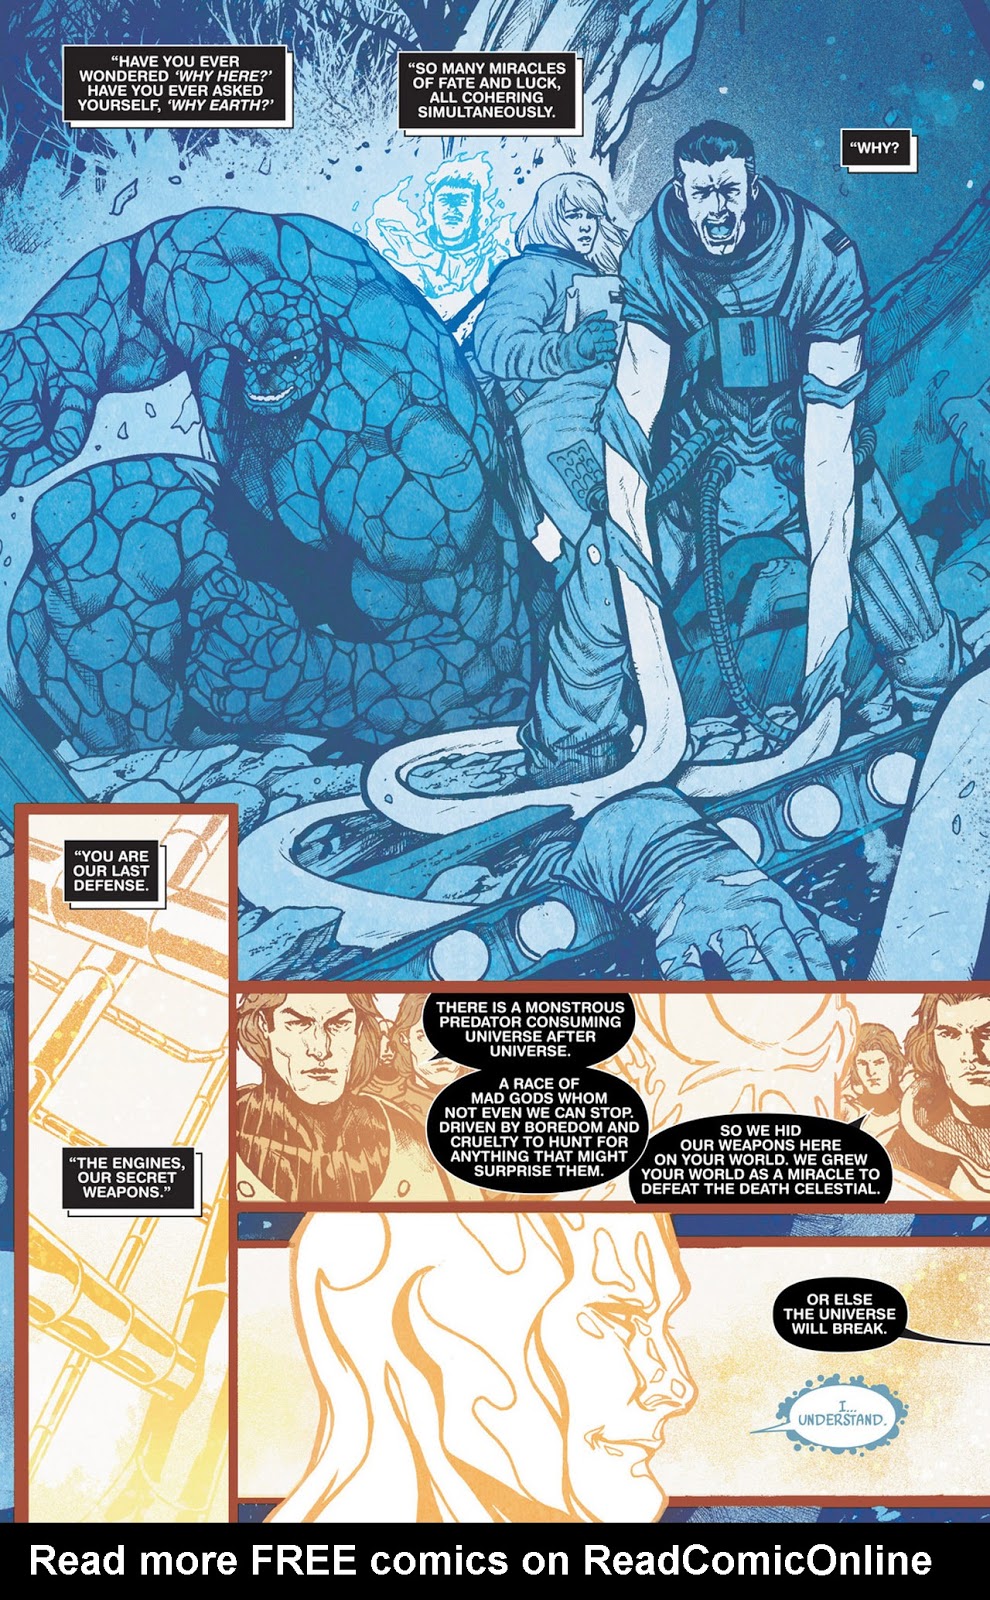 "HAVE YOU EVER
WONDERED 'WHY HERE?'
HAVE YOU EVER ASKED
YOURSELF, 'WHY EARTH?'
"SO MANY MIRACLES
OF FATE AND LUCK,
ALL COHERING
SIMULTANEOUSLY.
"WHY?
"YOU ARE
OUR LAST
DEFENSE.
"THE ENGINES,
OUR SECRET
WEAPONS."
THERE IS A MONSTROUS
PREDATOR CONSUMING
UNIVERSE AFTER
UNIVERSE.
A RACE OF
MAD GODS WHOM
NOT EVEN WE CAN STOP.
DRIVEN BY BOREDOM AND
CRUELTY TO HUNT FOR
ANYTHING THAT MIGHT
SURPRISE THEM.
SO WE HID
OUR WEAPONS HERE
ON YOUR WORLD. WE GREW
YOUR WORLD AS A MIRACLE TO
DEFEAT THE DEATH CELESTIAL.
OR ELSE
THE UNIVERSE
WILL BREAK.
I...
UNDERSTAND.
Read more FREE comics on ReadComicOnline